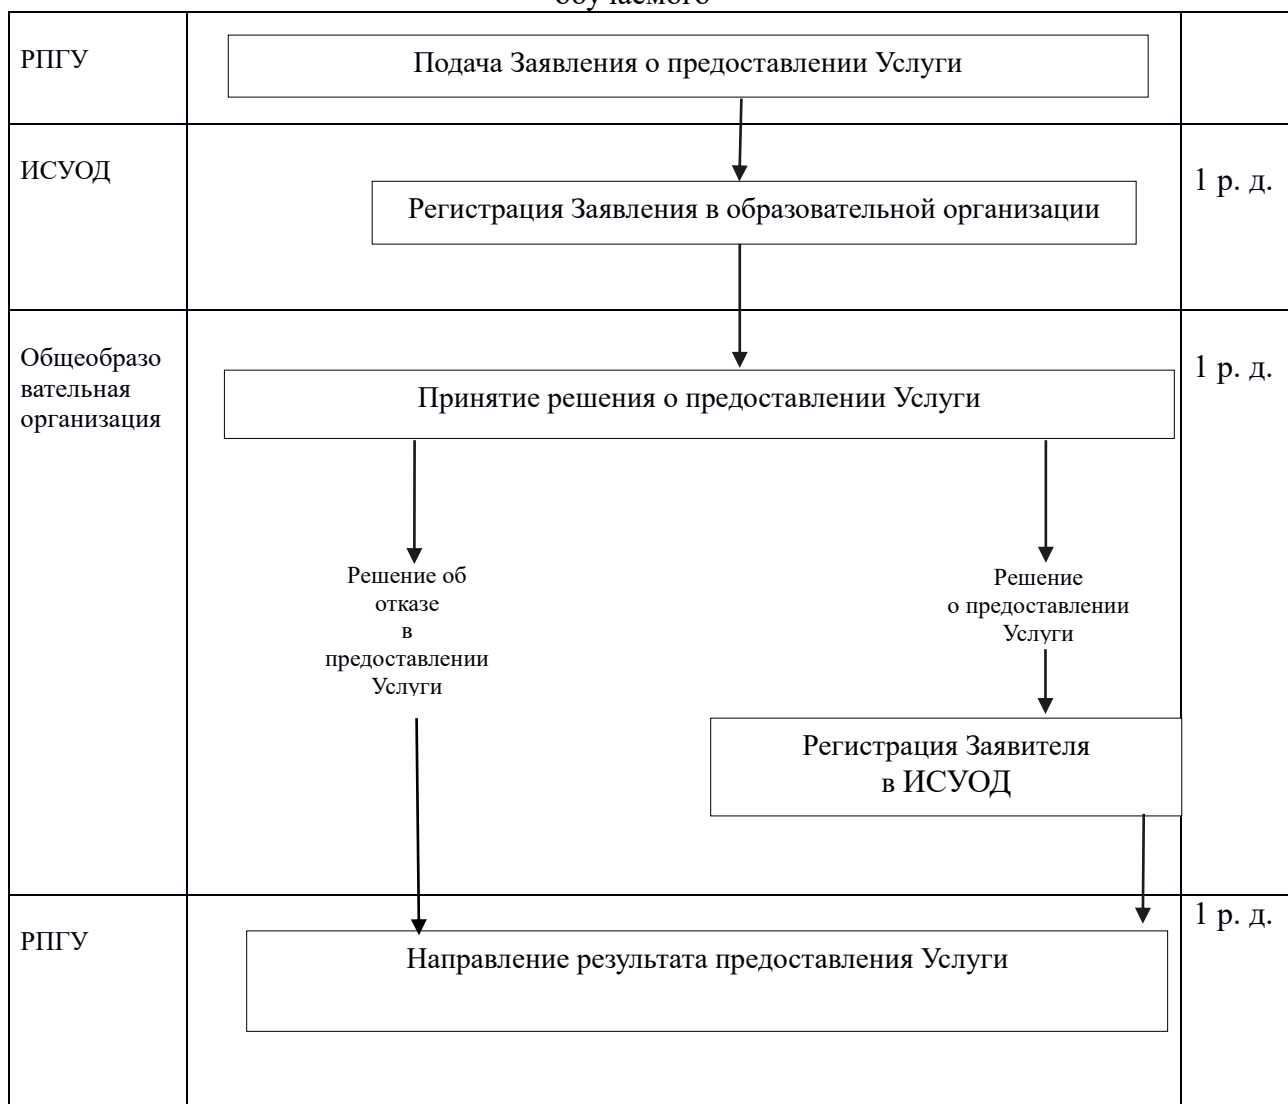 обучаемого
РПГУ
Подача Заявления о предоставлении Услуги
ИСУОД
1 р. д.
Регистрация Заявления в образовательной организации
Общеобразо
вательная
организация
1 р. д.
Принятие решения о предоставлении Услуги
Решение об
отказе
в
предоставлении
Услуги
Решение
о предоставлении
Услуги
Регистрация Заявителя
в ИСУОД
РПГУ
1 р. д.
Направление результата предоставления Услуги